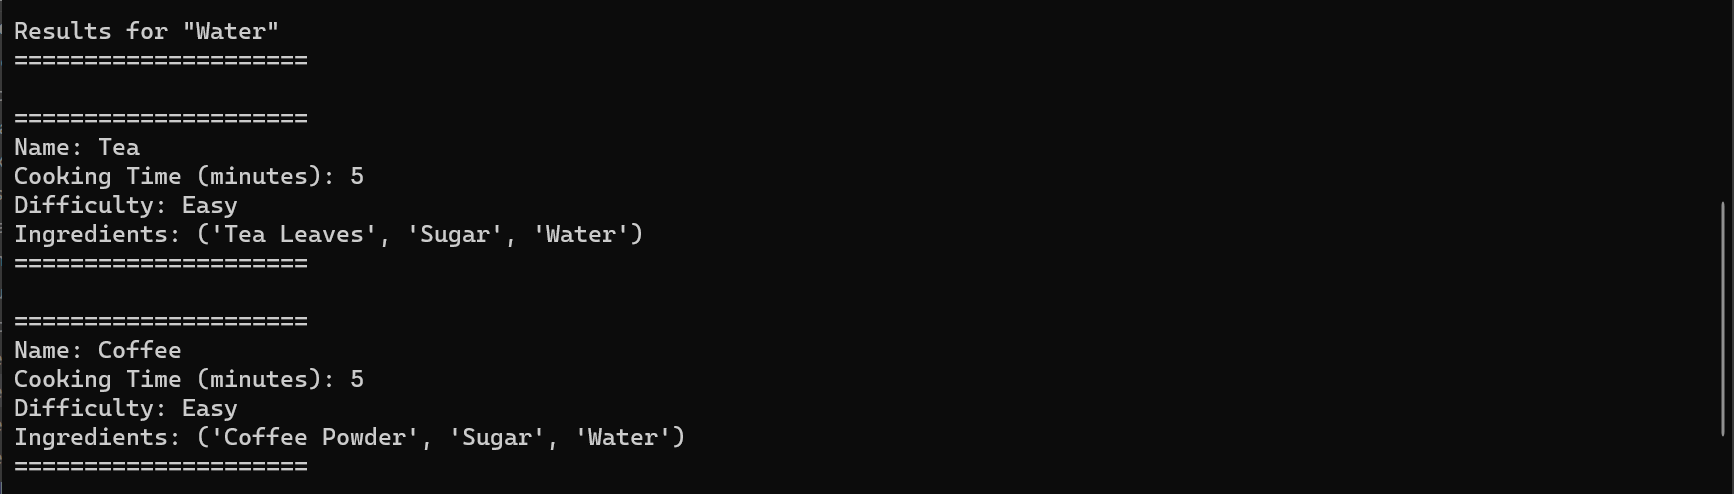 Results for "Water"
=====================
=====================
Name: Tea
Cooking Time (minutes): 5
Difficulty: Easy
Ingredients: ('Tea Leaves', 'Sugar', 'Water')
=====================
=====================
Name: Coffee
Cooking Time (minutes): 5
Difficulty: Easy
Ingredients: ('Coffee Powder', 'Sugar', 'Water')
=====================